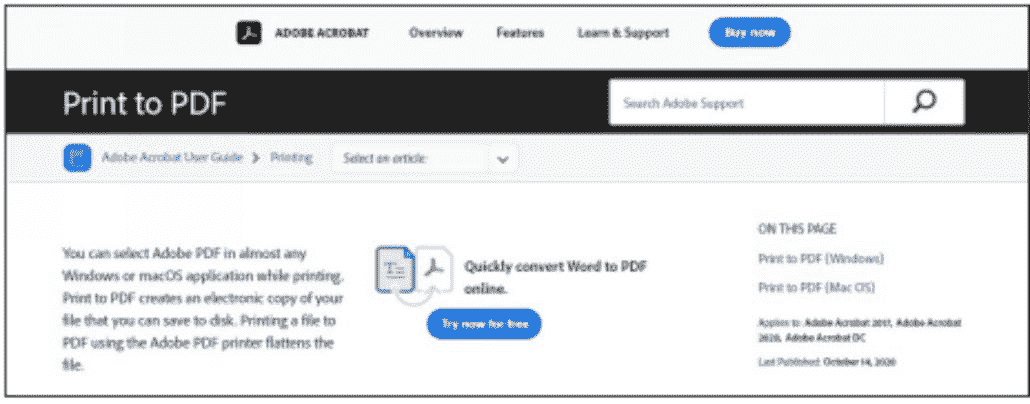 ADOBE ACROBAT Overview Features Learn & Support Buy now
Print to PDF
Search Adobe Support
Adobe Acrobat User Guide > Printing Select an article
You can select Adobe PDF in almost any
Windows or macOS application while printing.
Print to PDF creates an electronic copy of your
file that you can save to disk. Printing a file to
PDF using the Adobe PDF printer flattens the
file.
Quickly convert Word to PDF
online.
Try now for free
ON THIS PAGE
Print to PDF (Windows)
Print to PDF (Mac OS)
Applies to: Adobe Acrobat 2017, Adobe Acrobat
2020, Adobe Acrobat DC
Last Published: October 14, 2020